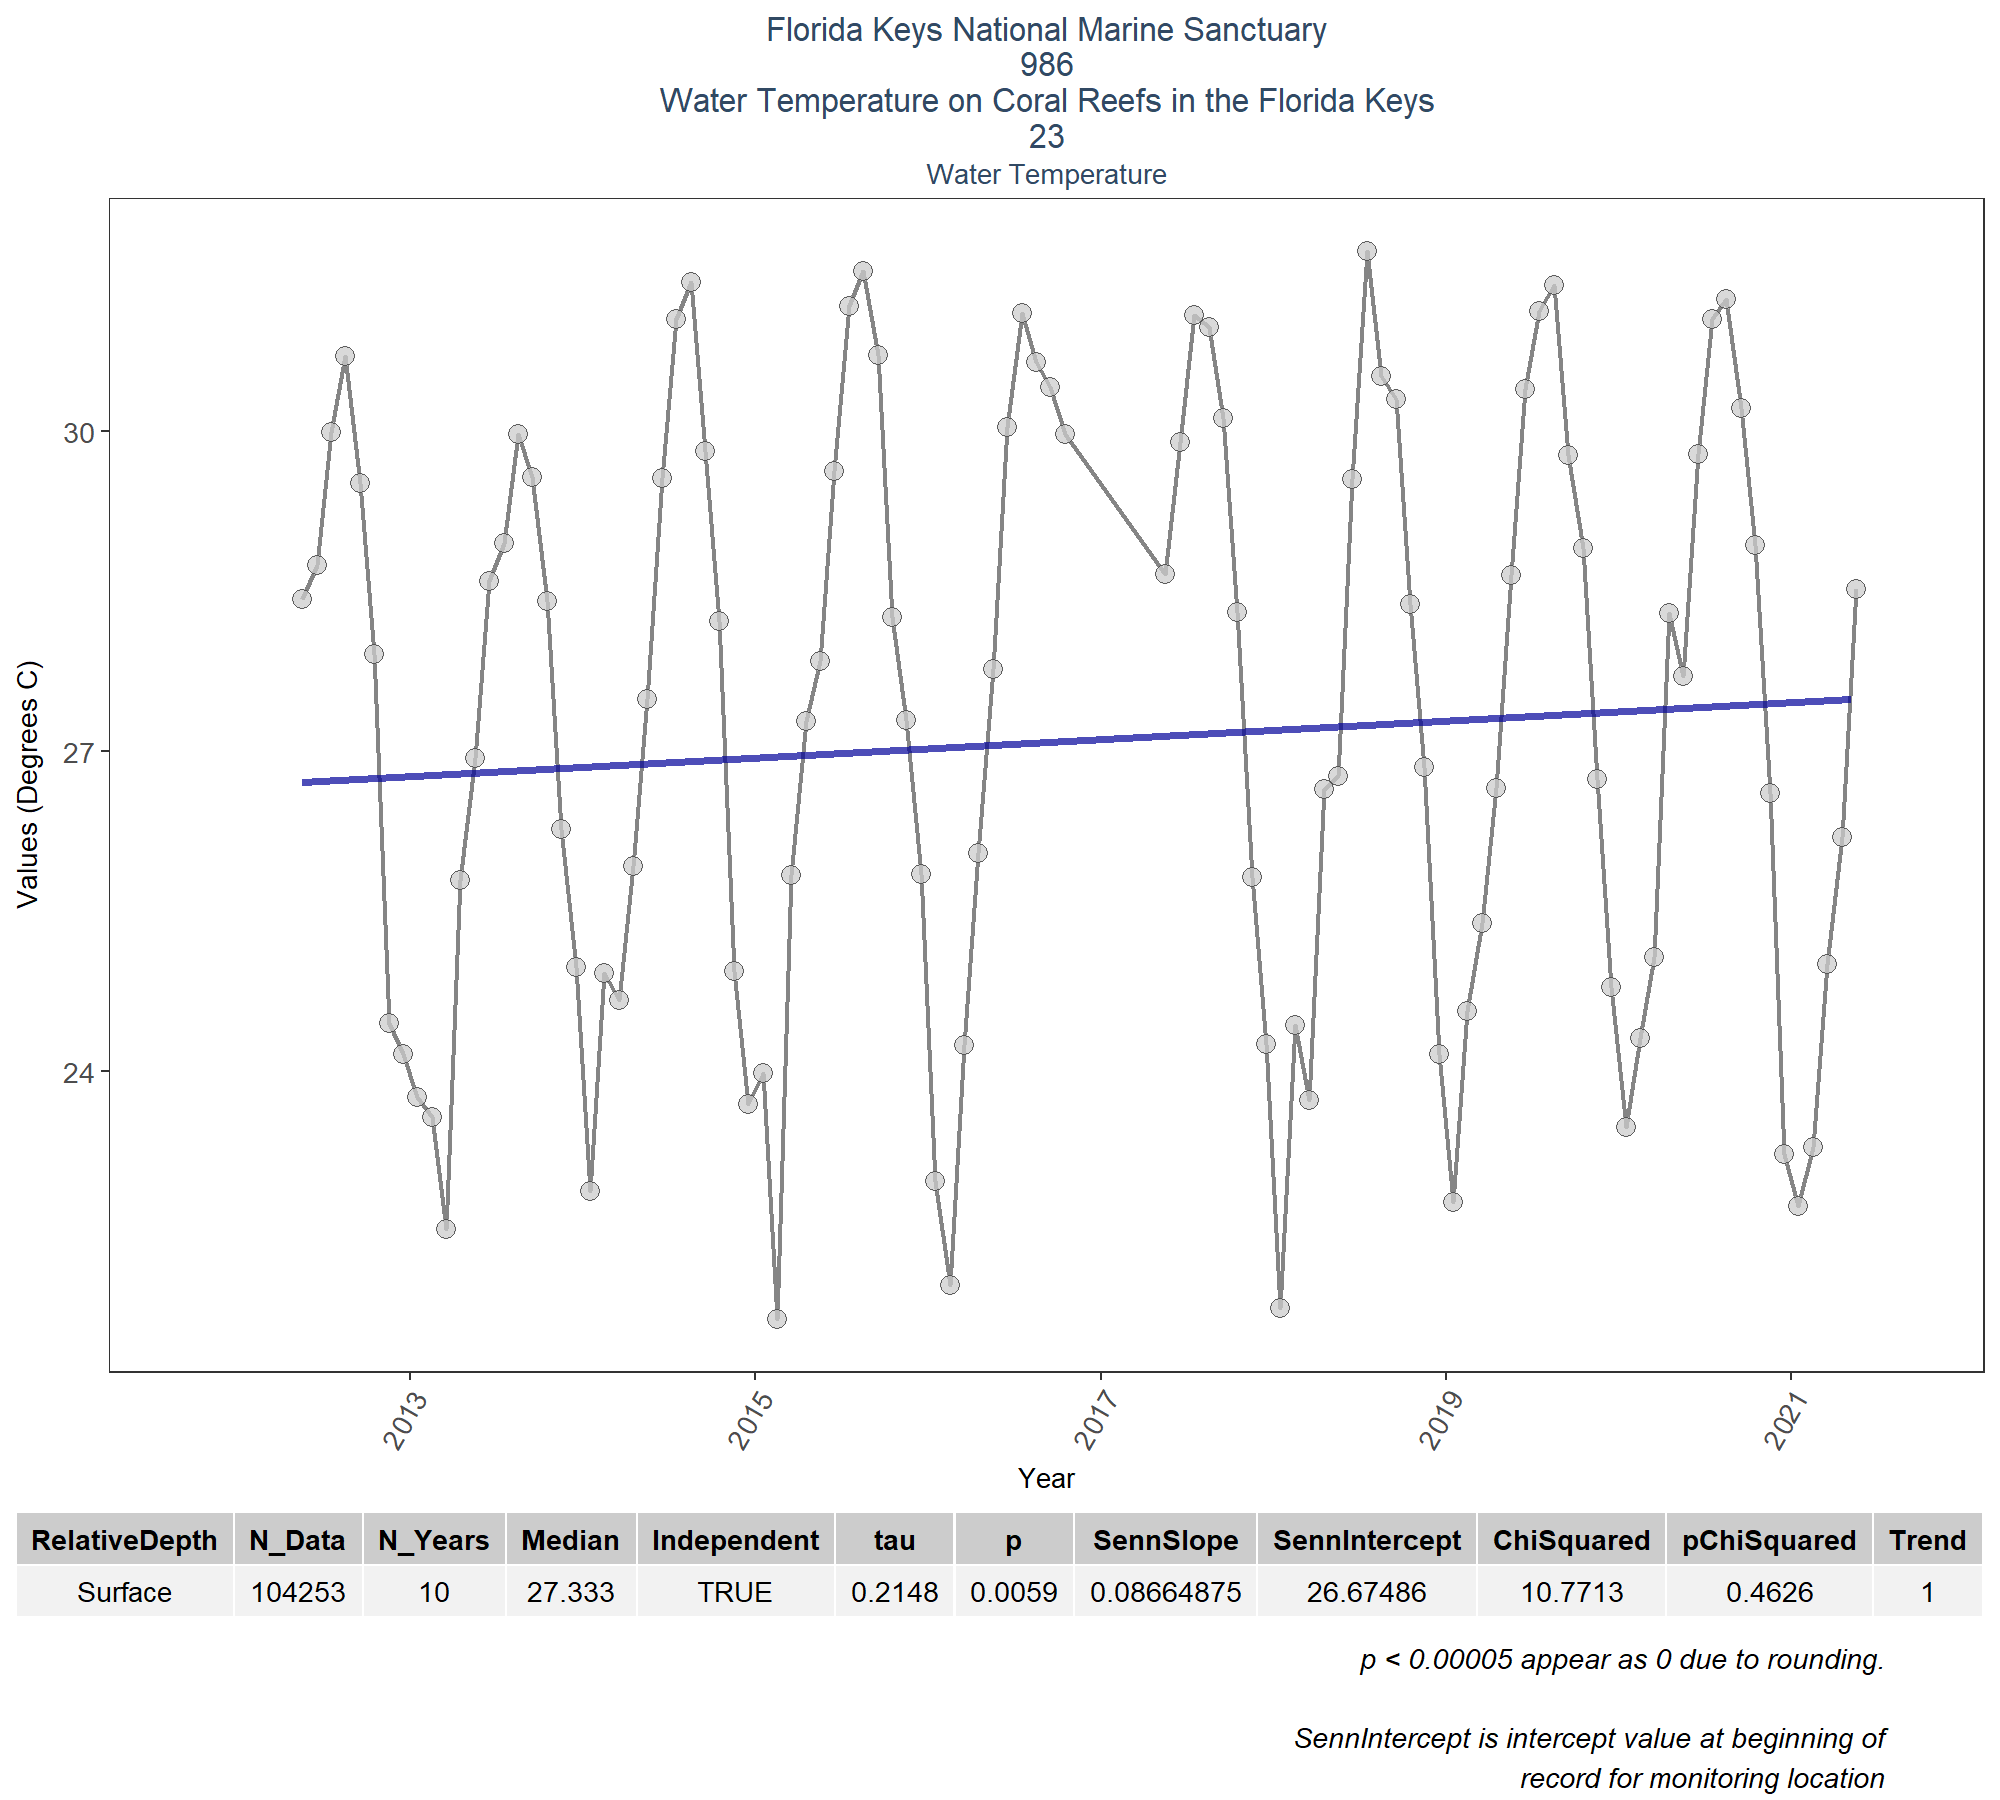 Florida Keys National Marine Sanctuary
986
Water Temperature on Coral Reefs in the Florida Keys
23
Water Temperature
Values (Degrees C)
30
27
24
2013 2015 2017 2019 2021
Year
RelativeDepth N_Data N_Years Median Independent tau p SennSlope SennIntercept ChiSquared pChiSquared Trend
Surface 104253 10 27.333 TRUE 0.2148 0.0059 0.08664875 26.67486 10.7713 0.4626 1
p < 0.00005 appear as 0 due to rounding.
SennIntercept is intercept value at beginning of
record for monitoring location